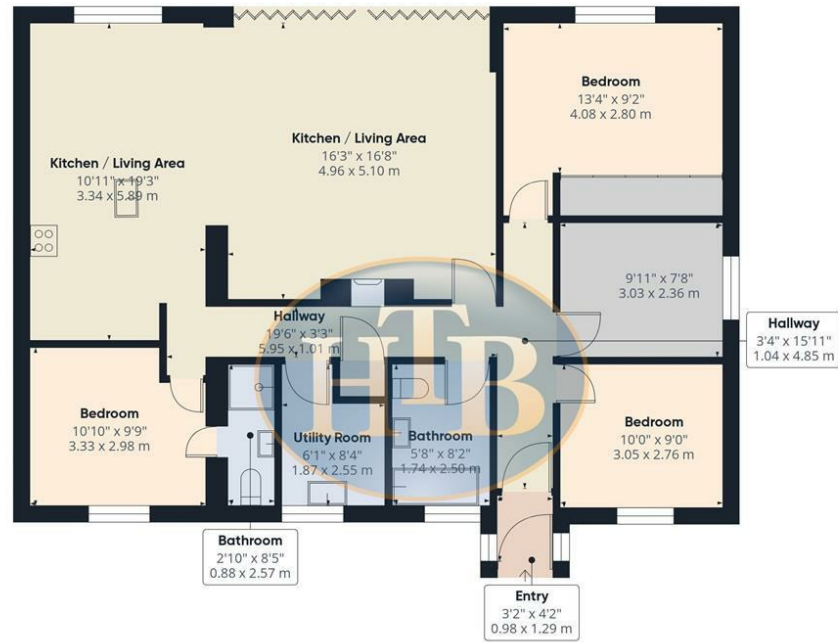 Bedroom
13'4" x 9'2"
4.08 x 2.80 m
Kitchen / Living Area
16'3" x 16'8"
4.96 x 5.10 m
Kitchen / Living Area
10'11" x 19'3"
3.34 x 5.89 m
9'11" x 7'8"
3.03 x 2.36 m
Hallway
19'6" x 3'3"
5.95 x 1.01 m
Hallway
3'4" x 15'11"
1.04 x 4.85 m
HTB
Bedroom
10'10" x 9'9"
3.33 x 2.98 m
Utility Room
6'1" x 8'4"
1.87 x 2.55 m
Bathroom
5'8" x 8'2"
1.74 x 2.50 m
Bedroom
10'0" x 9'0"
3.05 x 2.76 m
Bathroom
2'10" x 8'5"
0.88 x 2.57 m
Entry
3'2" x 4'2"
0.98 x 1.29 m